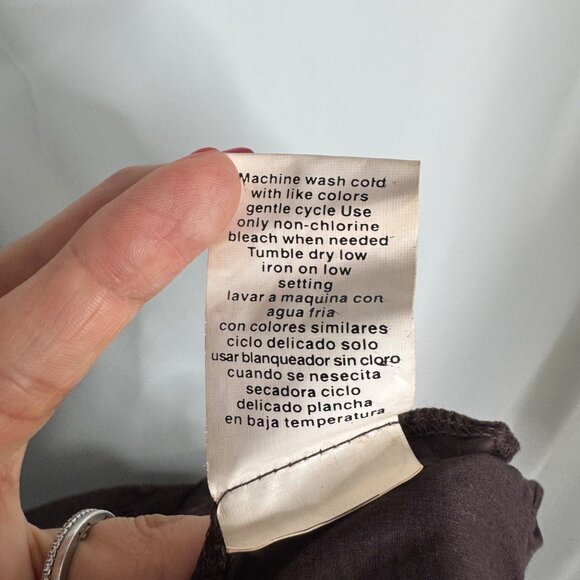 Machine wash cold
with like colors
gentle cycle Use
only non-chlorine
bleach when needed
Tumble dry low
iron on low
setting
lavar a maquina con
agua fria
con colores similares
ciclo delicado solo
usar blanqueador sin cloro
cuando se nesecita
secadora ciclo
delicado plancha
en baja temperatura